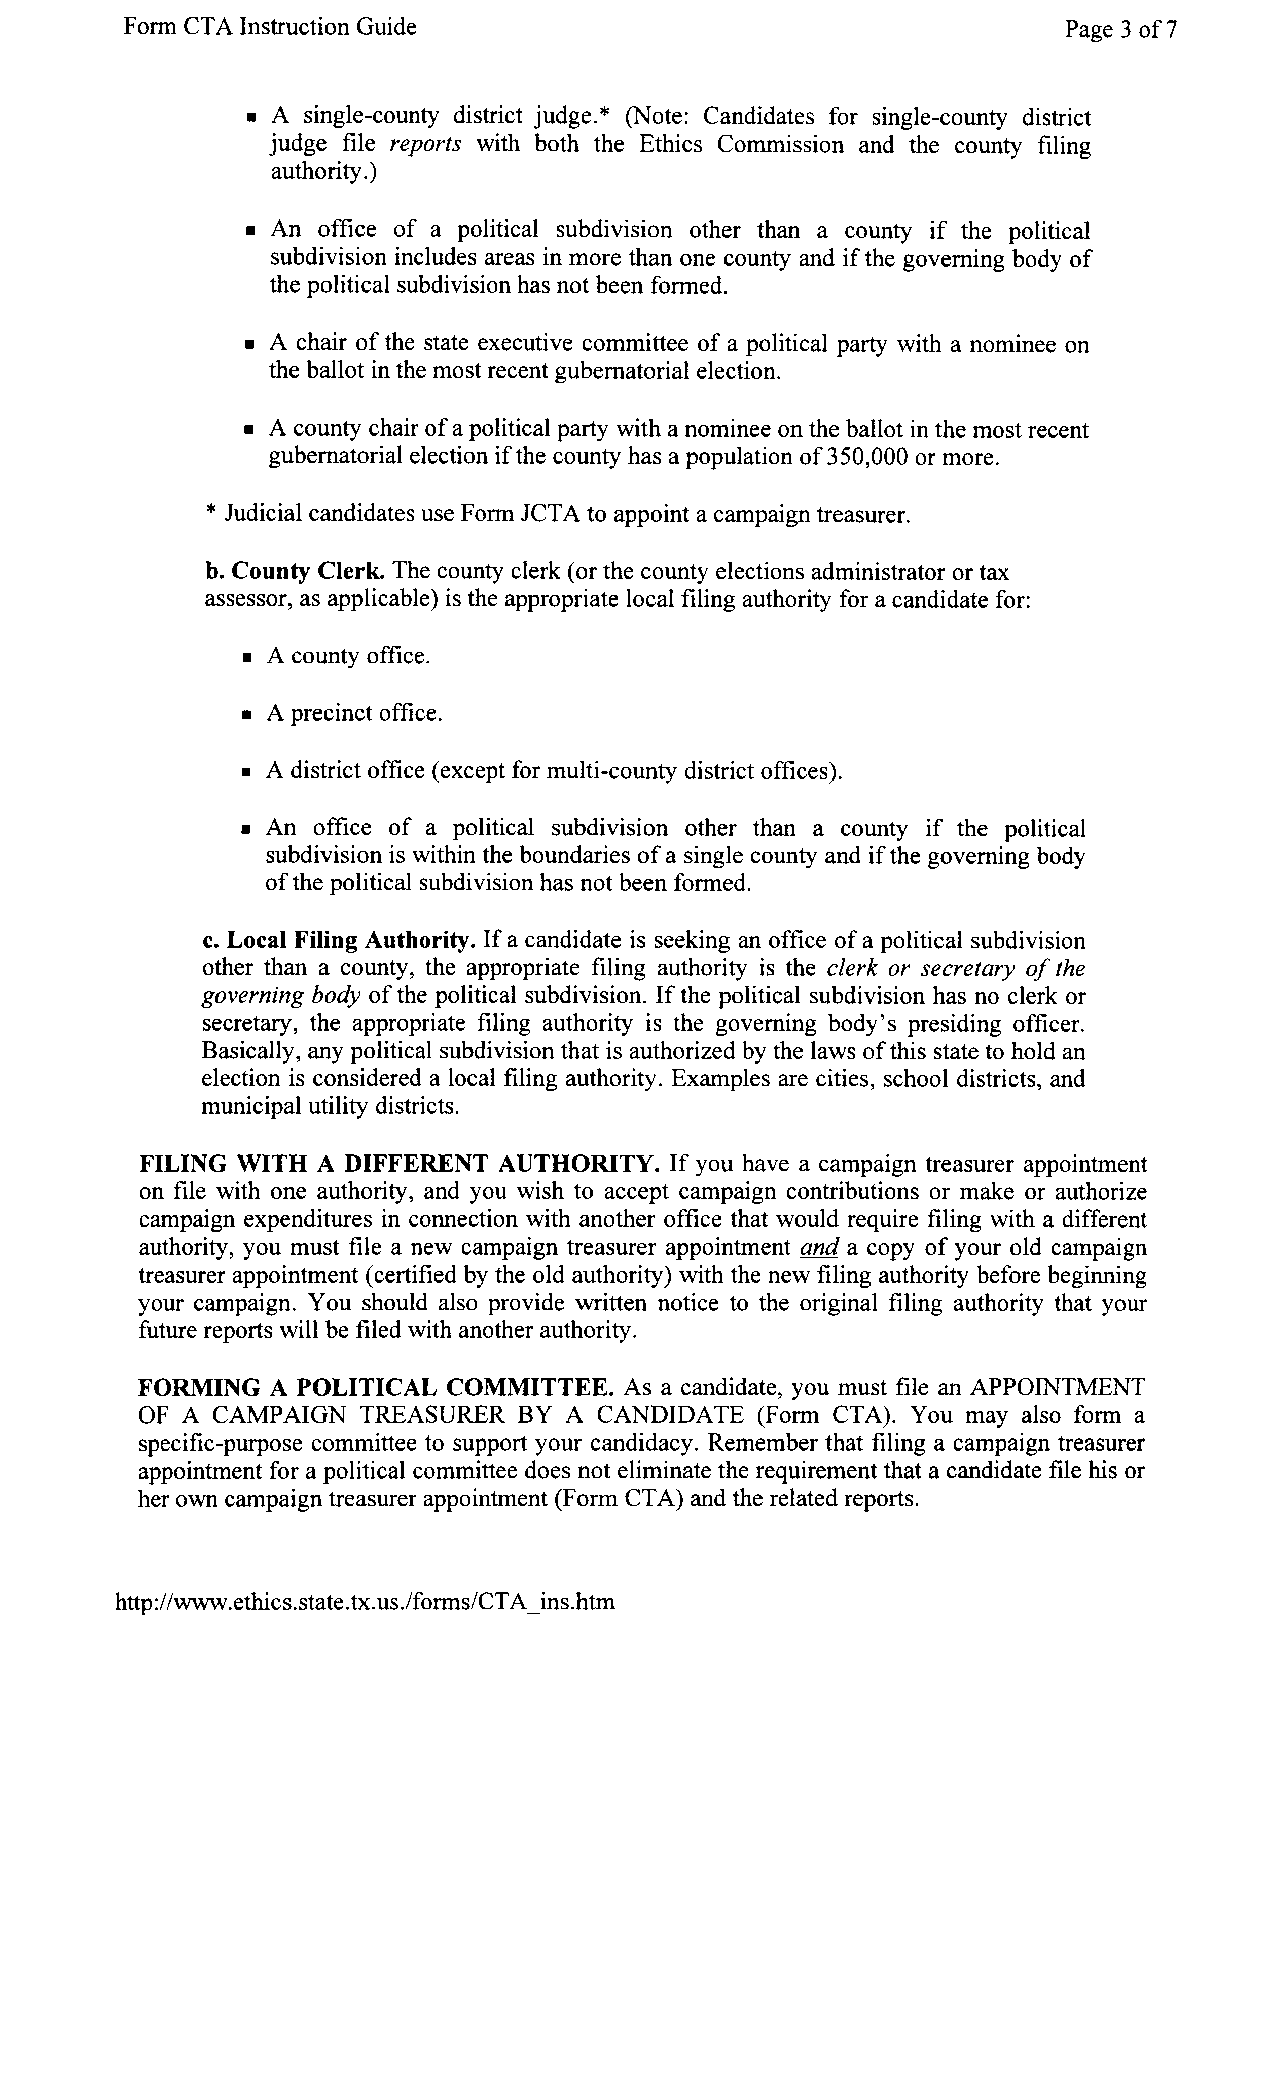 Form CTA Instruction Guide
Page 3 of 7
▪ A single-county district judge.* (Note: Candidates for single-county district
judge file reports with both the Ethics Commission and the county filing
authority.)
▪ An office of a political subdivision other than a county if the political
subdivision includes areas in more than one county and if the governing body of
the political subdivision has not been formed.
▪ A chair of the state executive committee of a political party with a nominee on
the ballot in the most recent gubernatorial election.
▪ A county chair of a political party with a nominee on the ballot in the most recent
gubernatorial election if the county has a population of 350,000 or more.
* Judicial candidates use Form JCTA to appoint a campaign treasurer.
b. County Clerk. The county clerk (or the county elections administrator or tax
assessor, as applicable) is the appropriate local filing authority for a candidate for:
▪ A county office.
▪ A precinct office.
▪ A district office (except for multi-county district offices).
▪ An office of a political subdivision other than a county if the political
subdivision is within the boundaries of a single county and if the governing body
of the political subdivision has not been formed.
c. Local Filing Authority. If a candidate is seeking an office of a political subdivision
other than a county, the appropriate filing authority is the clerk or secretary of the
governing body of the political subdivision. If the political subdivision has no clerk or
secretary, the appropriate filing authority is the governing body's presiding officer.
Basically, any political subdivision that is authorized by the laws of this state to hold an
election is considered a local filing authority. Examples are cities, school districts, and
municipal utility districts.
FILING WITH A DIFFERENT AUTHORITY. If you have a campaign treasurer appointment
on file with one authority, and you wish to accept campaign contributions or make or authorize
campaign expenditures in connection with another office that would require filing with a different
authority, you must file a new campaign treasurer appointment and a copy of your old campaign
treasurer appointment (certified by the old authority) with the new filing authority before beginning
your campaign. You should also provide written notice to the original filing authority that your
future reports will be filed with another authority.
FORMING A POLITICAL COMMITTEE. As a candidate, you must file an APPOINTMENT
OF A CAMPAIGN TREASURER BY A CANDIDATE (Form CTA). You may also form a
specific-purpose committee to support your candidacy. Remember that filing a campaign treasurer
appointment for a political committee does not eliminate the requirement that a candidate file his or
her own campaign treasurer appointment (Form CTA) and the related reports.
http://www.ethics.state.tx.us./forms/CTA_ins.htm